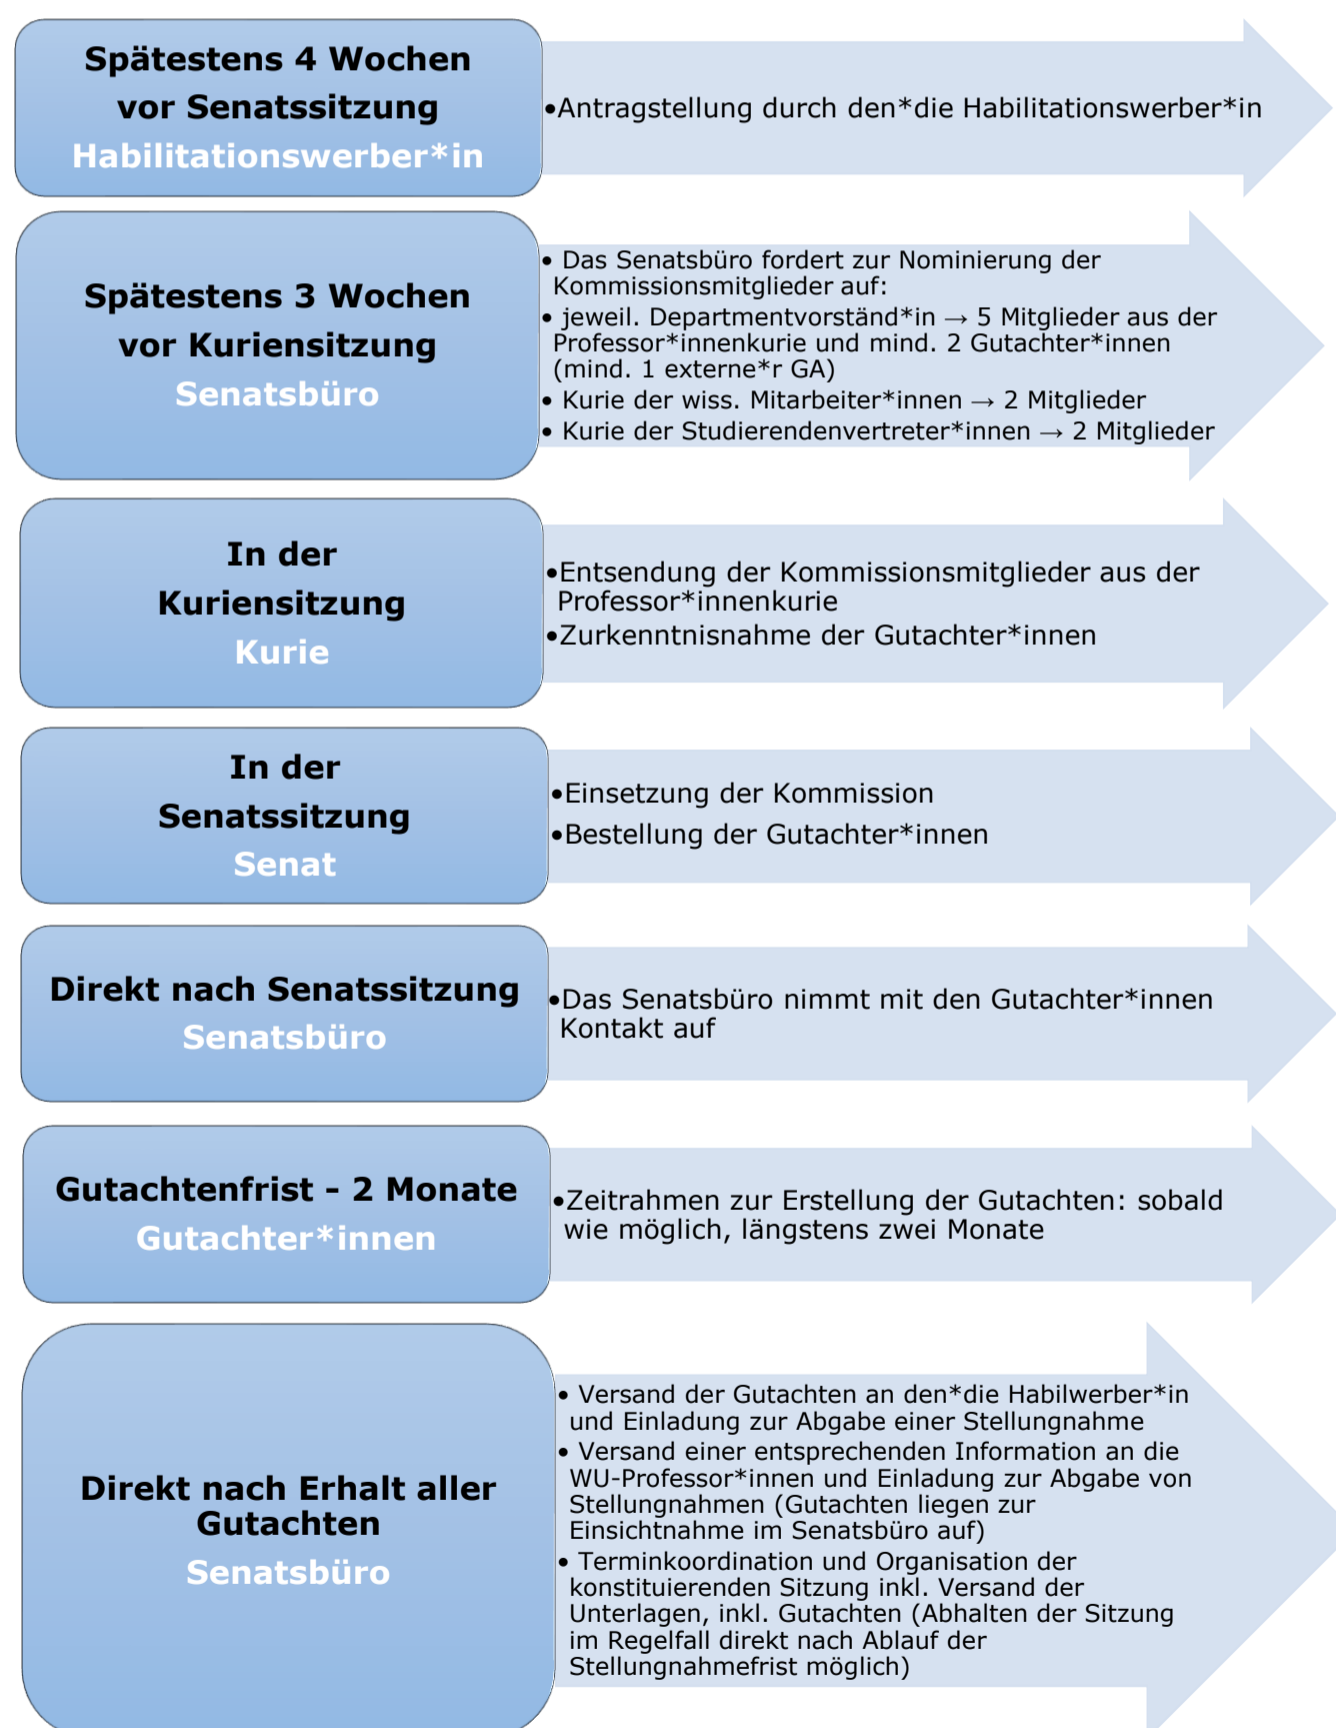 Spätestens 4 Wochen
vor Senatssitzung
Habilitationswerber*in
•Antragstellung durch den*die Habilitationswerber*in
Spätestens 3 Wochen
vor Kuriensitzung
Senatsbüro
• Das Senatsbüro fordert zur Nominierung der
Kommissionsmitglieder auf:
• jeweil. Departmentvorständ*in → 5 Mitglieder aus der
Professor*innenkurie und mind. 2 Gutachter*innen
(mind. 1 externe*r GA)
• Kurie der wiss. Mitarbeiter*innen → 2 Mitglieder
• Kurie der Studierendenvertreter*innen → 2 Mitglieder
In der
Kuriensitzung
Kurie
•Entsendung der Kommissionsmitglieder aus der
Professor*innenkurie
•Zurkenntnisnahme der Gutachter*innen
In der
Senatssitzung
Senat
•Einsetzung der Kommission
•Bestellung der Gutachter*innen
Direkt nach Senatssitzung
Senatsbüro
•Das Senatsbüro nimmt mit den Gutachter*innen
Kontakt auf
Gutachtenfrist – 2 Monate
Gutachter*innen
•Zeitrahmen zur Erstellung der Gutachten: sobald
wie möglich, längstens zwei Monate
Direkt nach Erhalt aller
Gutachten
Senatsbüro
• Versand der Gutachten an den*die Habilwerber*in
und Einladung zur Abgabe einer Stellungnahme
• Versand einer entsprechenden Information an die
WU-Professor*innen und Einladung zur Abgabe von
Stellungnahmen (Gutachten liegen zur
Einsichtnahme im Senatsbüro auf)
• Terminkoordination und Organisation der
konstituierenden Sitzung inkl. Versand der
Unterlagen, inkl. Gutachten (Abhalten der Sitzung
im Regelfall direkt nach Ablauf der
Stellungnahmefrist möglich)